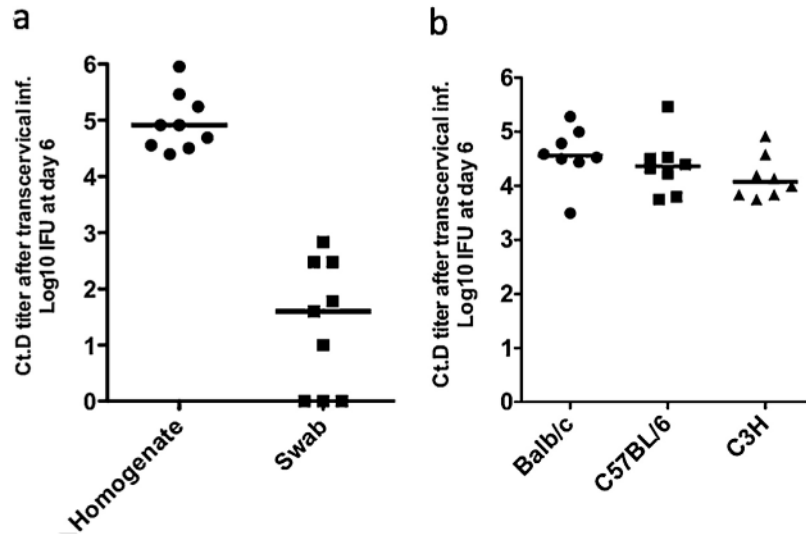 a
Ct.D titer after transcervical inf.
Log10 IFU at day 6
6
5
4
3
2
1
0
Homogenate
Swab
b
Ct.D titer after transcervical inf.
Log10 IFU at day 6
6
5
4
3
2
1
0
Balb/c
C57BL/6
C3H